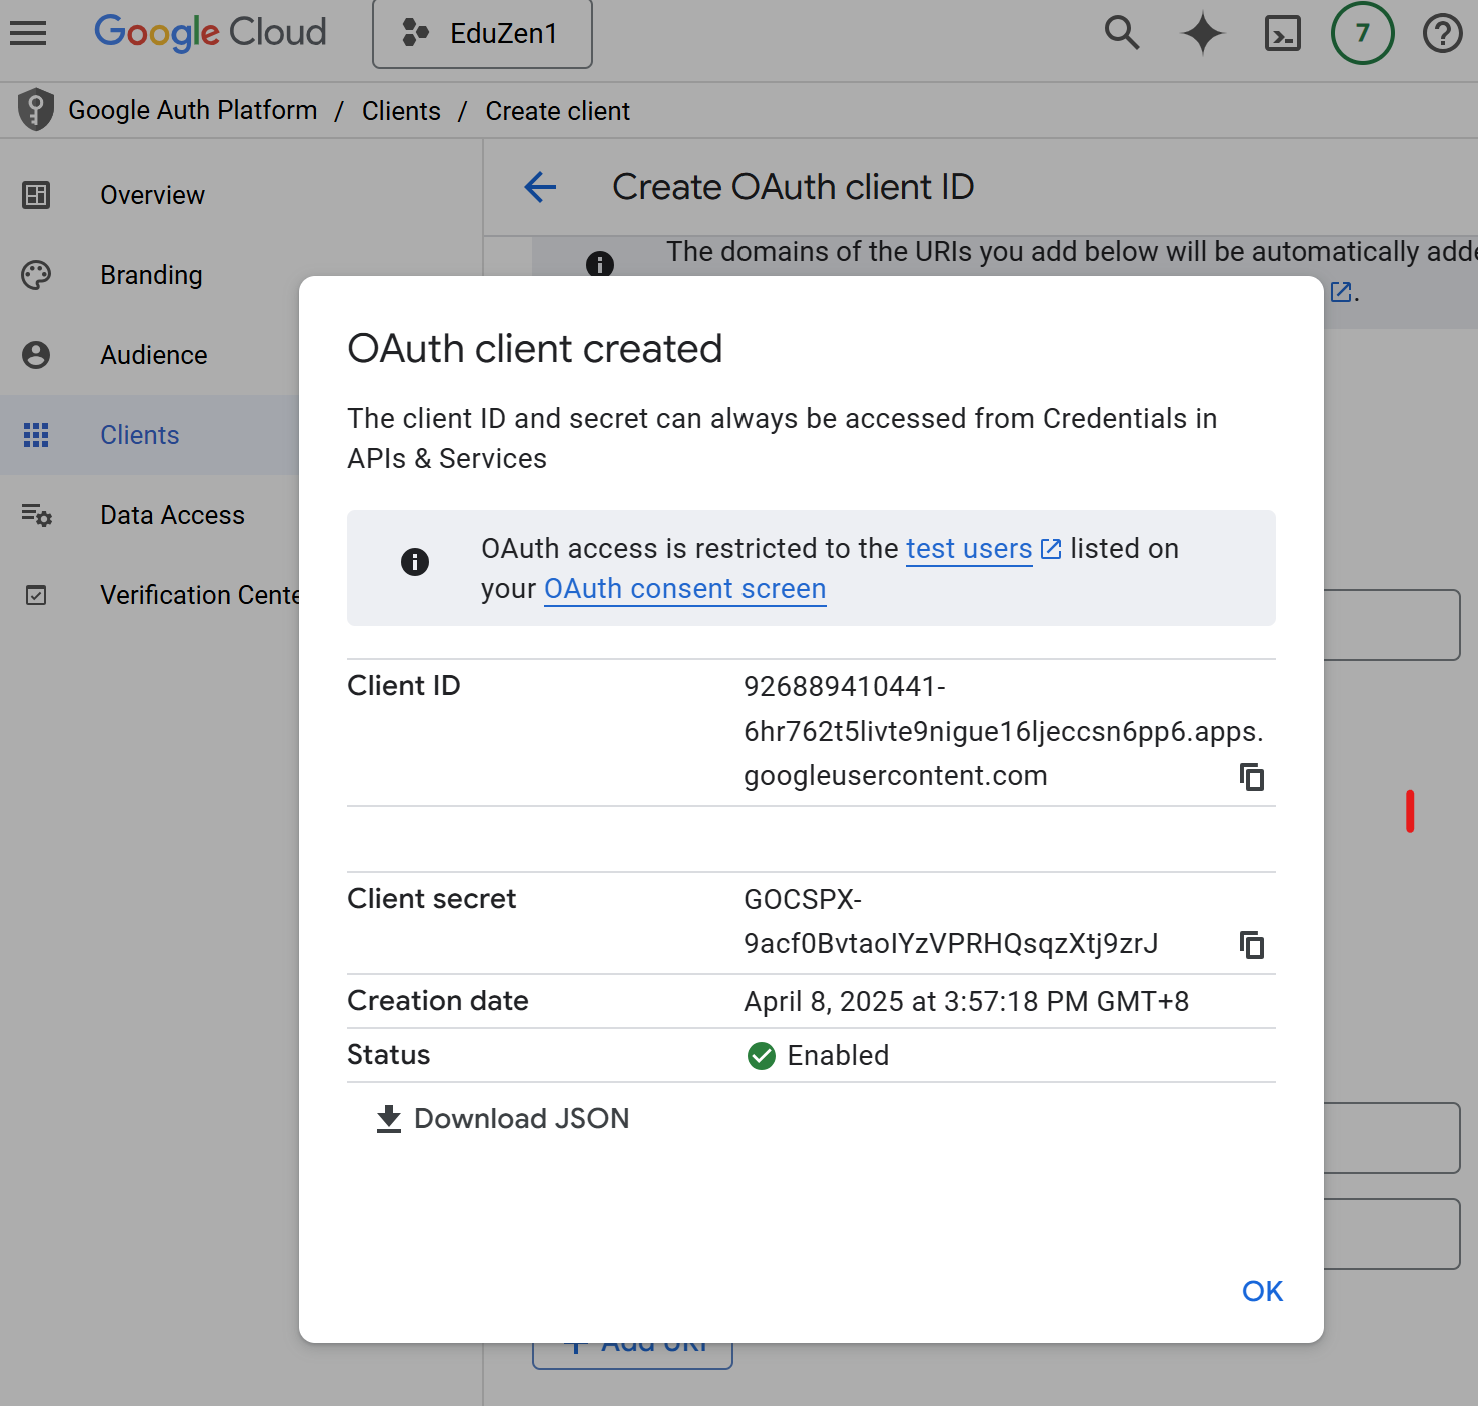 Google Cloud
EduZen1
7
Google Auth Platform / Clients / Create client
Overview
Branding
Audience
Clients
Data Access
Verification Cente
Create OAuth client ID
The domains of the URIs you add below will be automatically adde
.
OAuth client created
The client ID and secret can always be accessed from Credentials in
APIs & Services
OAuth access is restricted to the test users listed on
your OAuth consent screen
Client ID
926889410441-
6hr762t5livte9nigue16ljeccsn6pp6.apps.
googleusercontent.com
Client secret
GOCSPX-
9acf0BvtaoIYzVPRHQsqzXtj9zrJ
Creation date April 8, 2025 at 3:57:18 PM GMT+8
Status Enabled
Download JSON
OK
Add URI